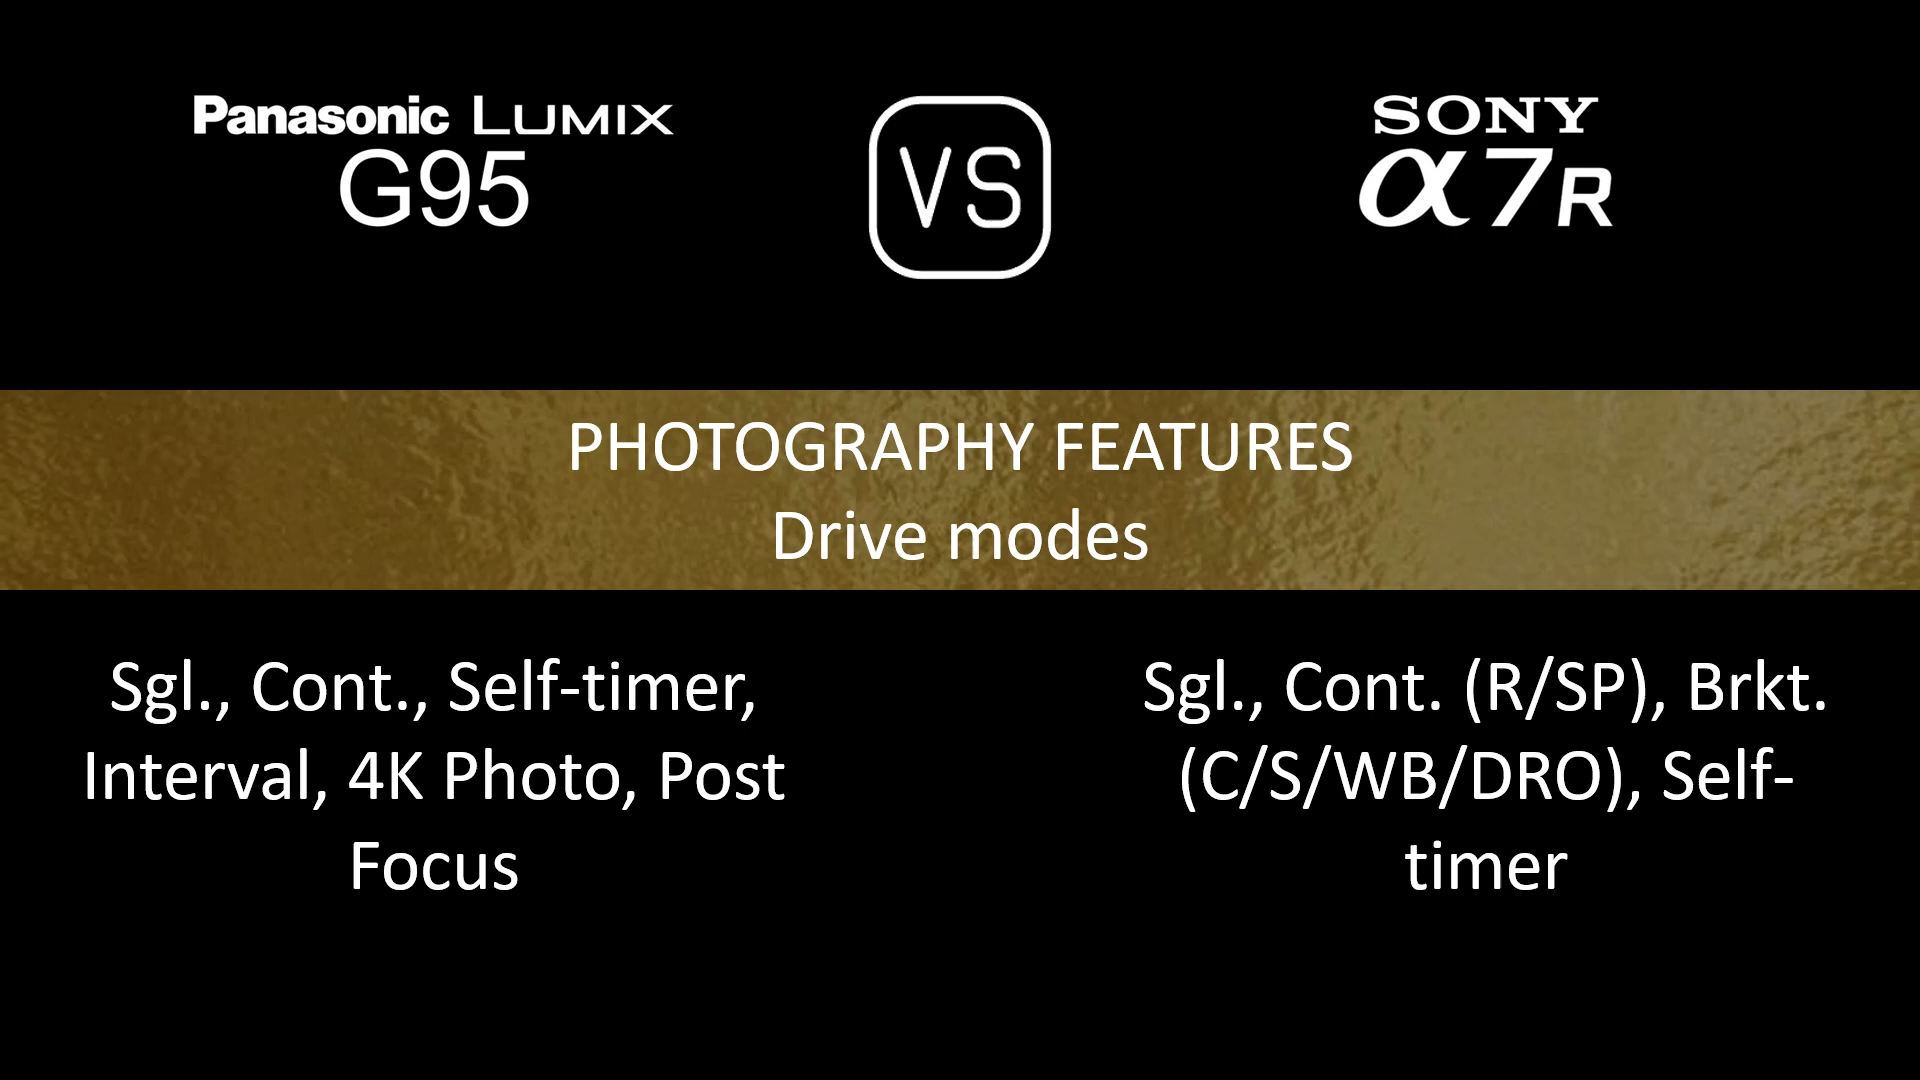 Panasonic LUMIX
G95
VS
SONY
α7R
PHOTOGRAPHY FEATURES
Drive modes
Sgl., Cont., Self-timer,
Interval, 4K Photo, Post
Focus
Sgl., Cont. (R/SP), Brkt.
(C/S/WB/DRO), Self-
timer